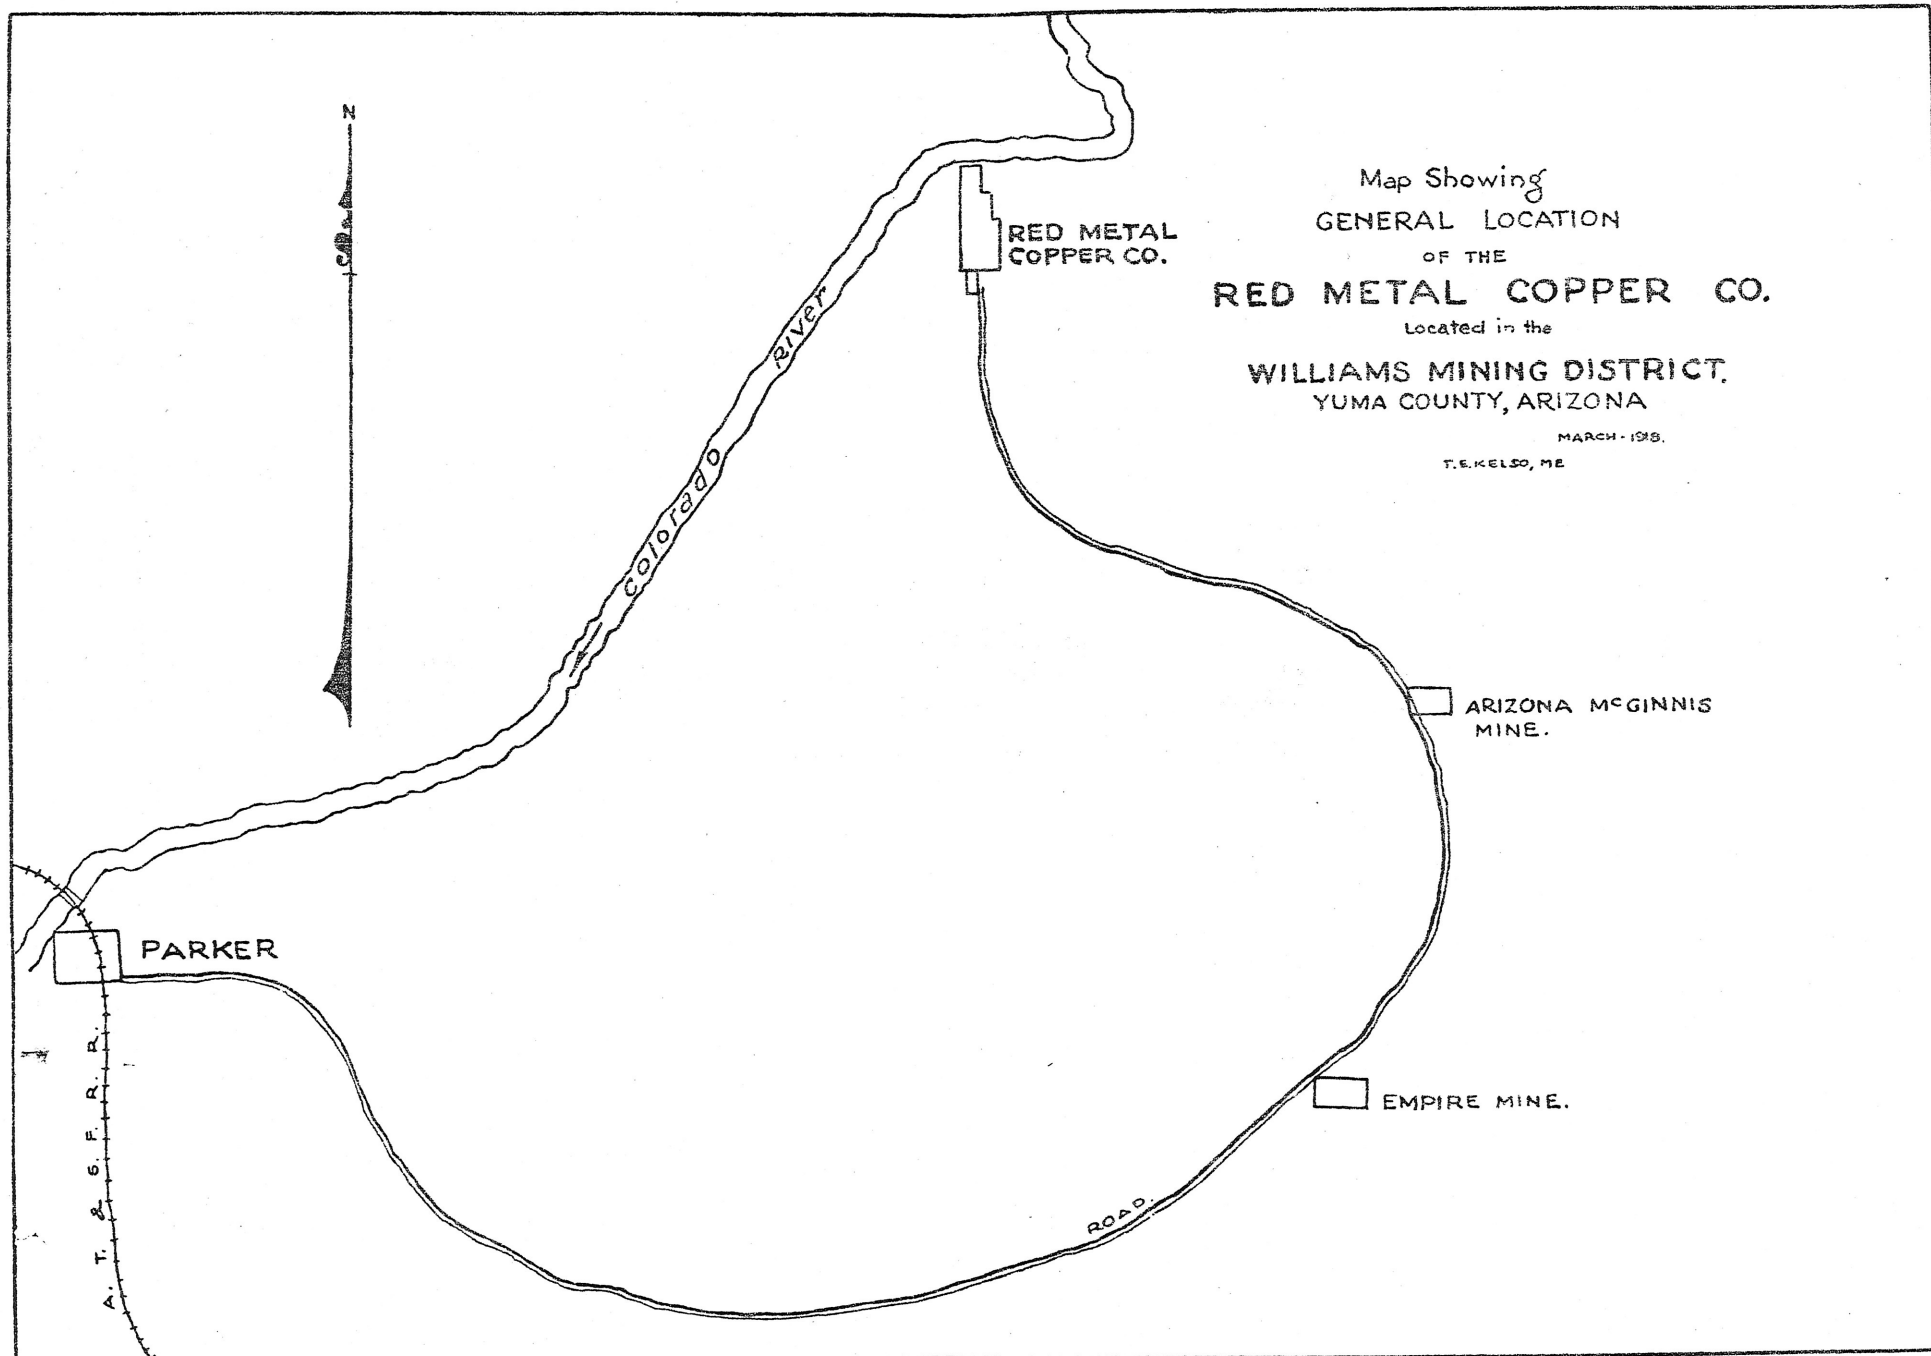 N
Map Showing
GENERAL LOCATION
OF THE
RED METAL COPPER CO.
Located in the
WILLIAMS MINING DISTRICT.
YUMA COUNTY, ARIZONA
MARCH - 1918.
T.E. KELSO, ME
RED METAL
COPPER CO.
Colorado River
ARIZONA McGINNIS
MINE.
PARKER
EMPIRE MINE.
ROAD.
A. T. & S. F. R. R.